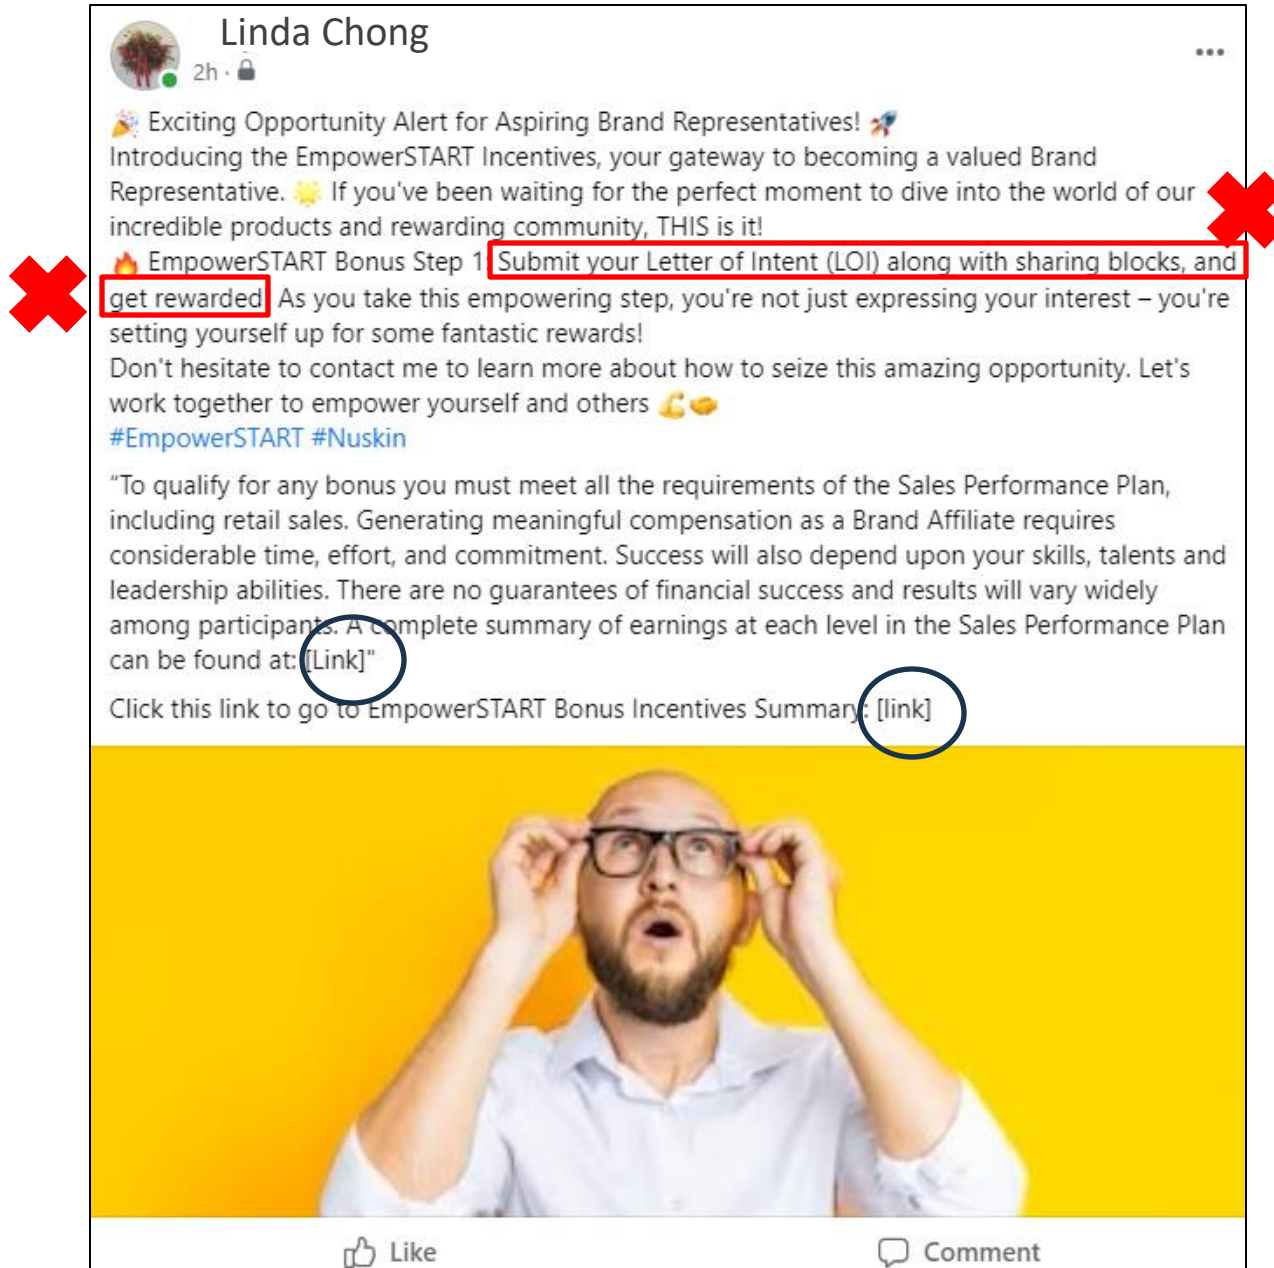 Linda Chong
2h ·
🎉 Exciting Opportunity Alert for Aspiring Brand Representatives! 🚀
Introducing the EmpowerSTART Incentives, your gateway to becoming a valued Brand
Representative. 🌟 If you've been waiting for the perfect moment to dive into the world of our
incredible products and rewarding community, THIS is it!
🔥 EmpowerSTART Bonus Step 1: Submit your Letter of Intent (LOI) along with sharing blocks, and
get rewarded As you take this empowering step, you're not just expressing your interest – you're
setting yourself up for some fantastic rewards!
Don't hesitate to contact me to learn more about how to seize this amazing opportunity. Let's
work together to empower yourself and others 💪🤝
#EmpowerSTART #Nuskin
"To qualify for any bonus you must meet all the requirements of the Sales Performance Plan,
including retail sales. Generating meaningful compensation as a Brand Affiliate requires
considerable time, effort, and commitment. Success will also depend upon your skills, talents and
leadership abilities. There are no guarantees of financial success and results will vary widely
among participants. A complete summary of earnings at each level in the Sales Performance Plan
can be found at: [Link]"
Click this link to go to EmpowerSTART Bonus Incentives Summary: [link]
Like
Comment